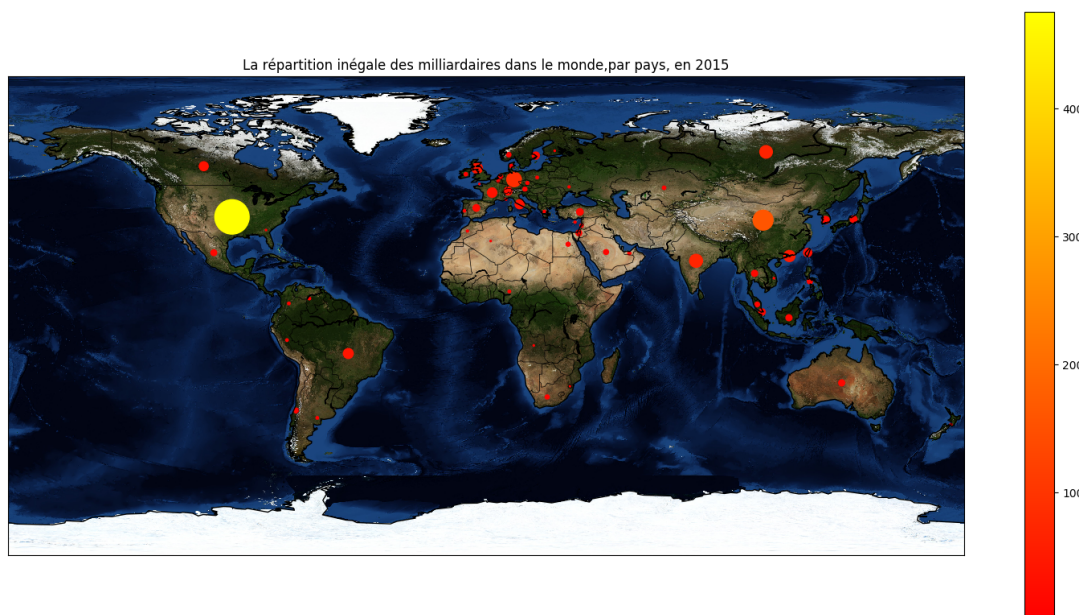 La répartition inégale des milliardaires dans le monde,par pays, en 2015
400
300
200
100